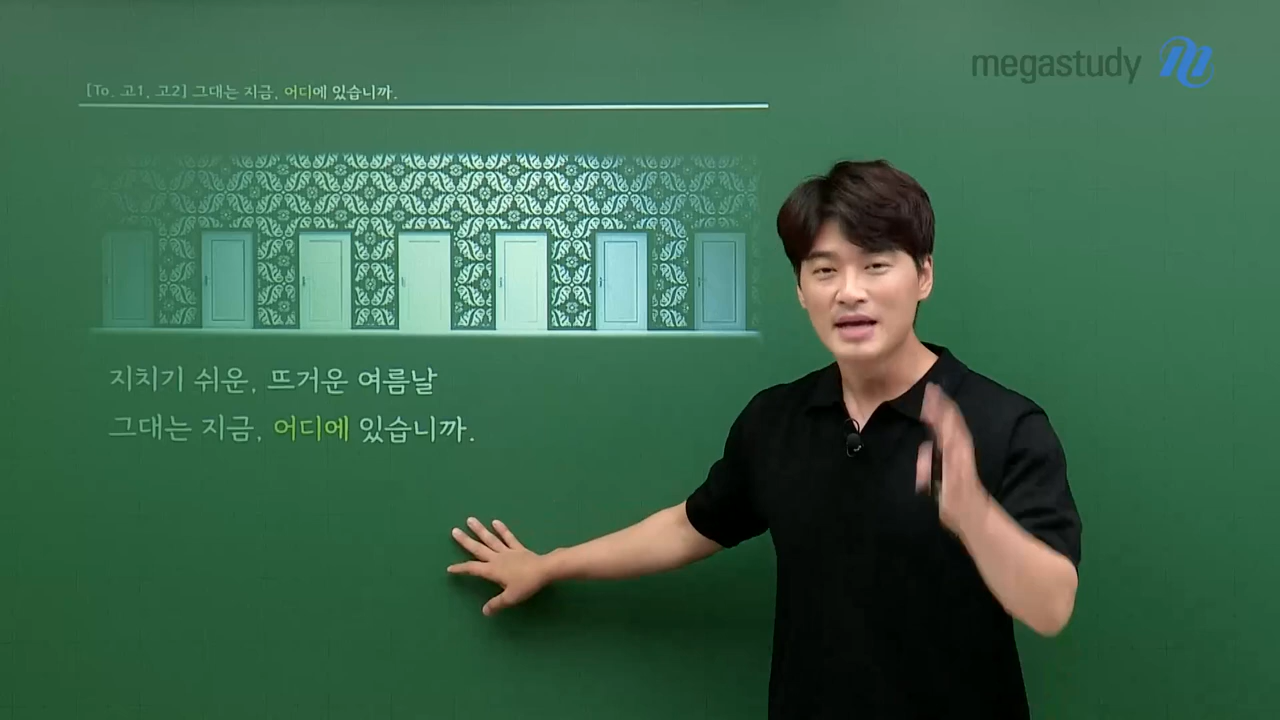 megastudy
[To. 고1, 고2] 그대는 지금, 어디에 있습니까.
지치기 쉬운, 뜨거운 여름날
그대는 지금, 어디에 있습니까.